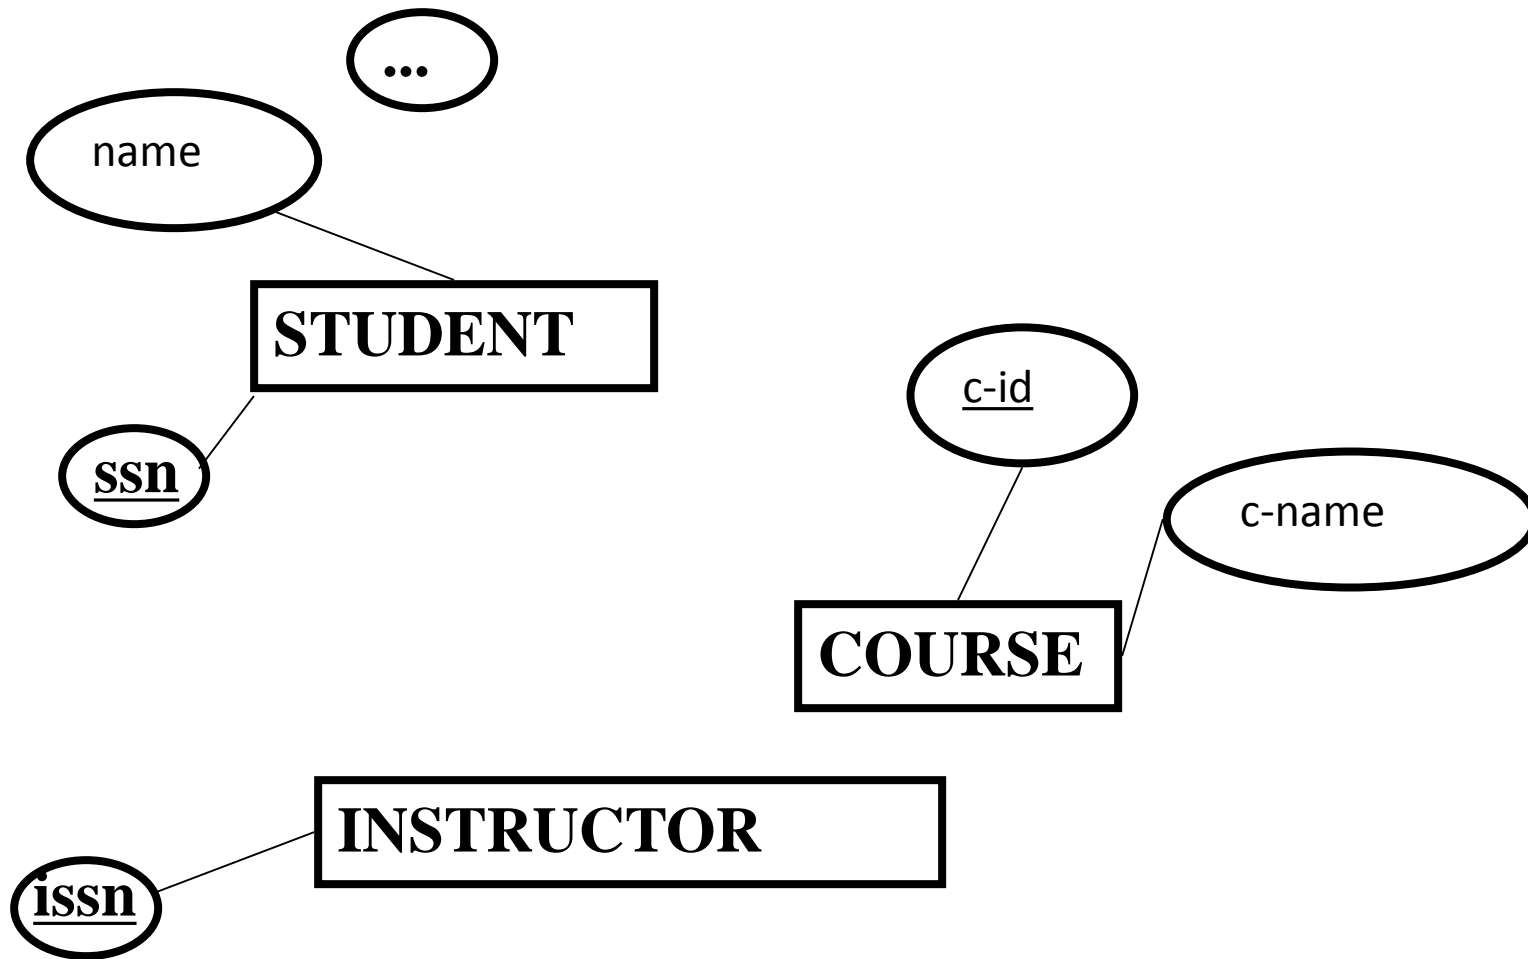 ...
name
STUDENT
c-id
ssn
c-name
COURSE
INSTRUCTOR
issn